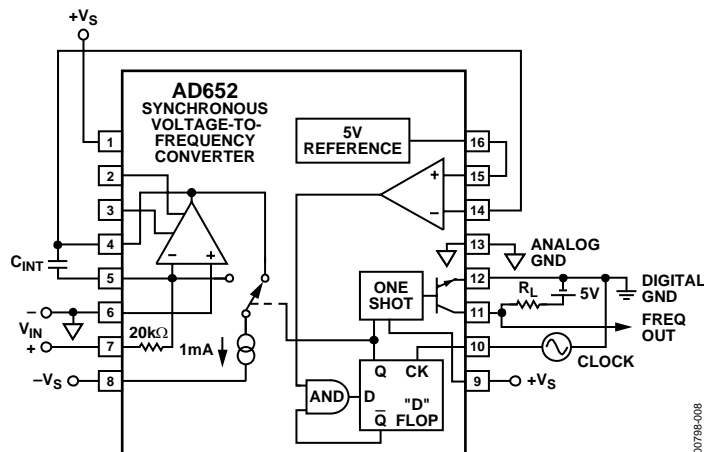 +VS
AD652
SYNCHRONOUS
VOLTAGE-TO-
FREQUENCY
CONVERTER
5V
REFERENCE
1
2
3
4
5
6
7
8
16
15
14
13
12
11
10
9
+
–
–
+
CINT
–
VIN
+
–VS
20kΩ
1mA
ONE
SHOT
AND
D
Q
CK
"D"
FLOP
Q
ANALOG
GND
RL
5V
DIGITAL
GND
FREQ
OUT
CLOCK
+VS
00798-008